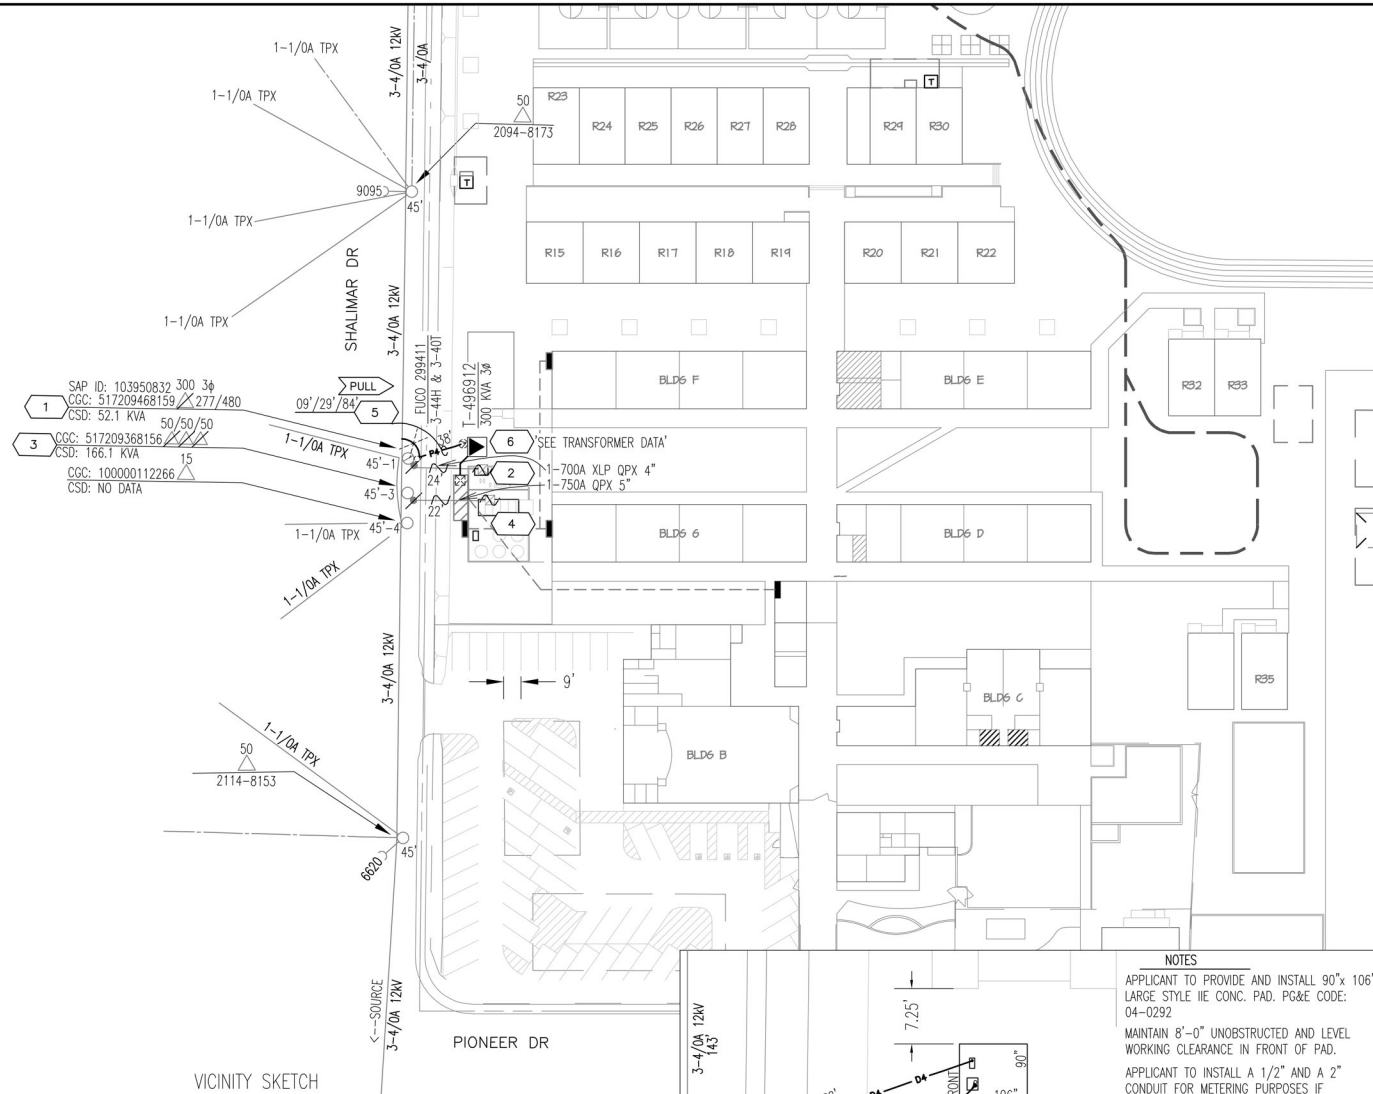 1-1/0A TPX
1-1/0A TPX
1-1/0A TPX
1-1/0A TPX
3-4/0A 12kV
3-4/0A
50
2094-8173
9095
45'
T
T
R23
R24
R25
R26
R27
R28
R29
R30
R15
R16
R17
R18
R19
R20
R21
R22
SHALIMAR DR
3-4/0A 12kV
FUCO 299411
3-44H & 3-40T
T-496912
300 KVA 3ø
PULL
09'/29'/84'
5
SAP ID: 103950832
300 3ϕ
CGC: 517209468159
277/480
CSD: 52.1 KVA
1
50/50/50
CGC: 517209368156
CSD: 166.1 KVA
3
15
CGC: 100000112266
CSD: NO DATA
1-1/0A TPX
45'-1
45'-3
45'-4
P4
38'
24'
22'
6
'SEE TRANSFORMER DATA'
2
1-700A XLP QPX 4"
1-750A QPX 5"
4
1-1/0A TPX
1-1/0A TPX
BLDG F
BLDG E
BLDG G
BLDG D
R32
R33
3-4/0A 12kV
9'
BLDG C
R35
BLDG B
1-1/0A TPX
50
2114-8153
45'
6620
<--SOURCE
3-4/0A 12kV
PIONEER DR
VICINITY SKETCH
3-4/0A 12kV
143'
7.25'
D4
FRONT
90"
106"
NOTES
APPLICANT TO PROVIDE AND INSTALL 90"x 106"
LARGE STYLE IIE CONC. PAD. PG&E CODE:
04-0292
MAINTAIN 8'-0" UNOBSTRUCTED AND LEVEL
WORKING CLEARANCE IN FRONT OF PAD.
APPLICANT TO INSTALL A 1/2" AND A 2"
CONDUIT FOR METERING PURPOSES IF